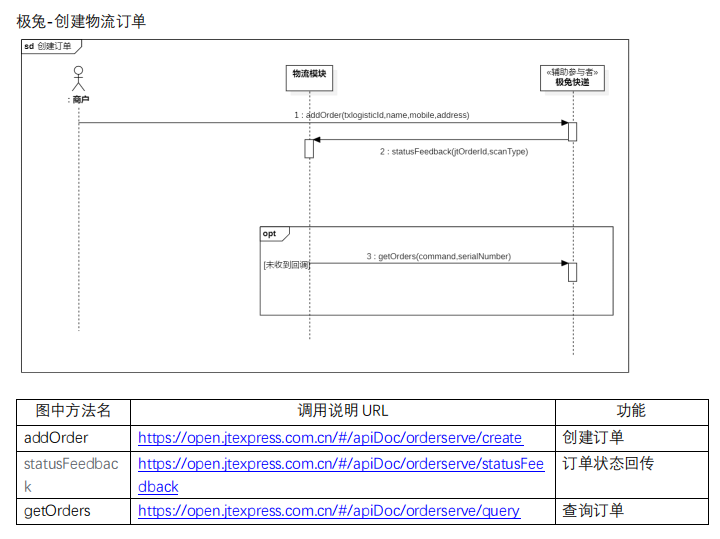 极兔-创建物流订单
sd 创建订单
: 商户
物流模块
«辅助参与者»
极兔快递
1 : addOrder(txlogisticId,name,mobile,address)
2 : statusFeedback(jtOrderId,scanType)
opt
[未收到回调]
3 : getOrders(command,serialNumber)
图中方法名 调用说明 URL 功能
addOrder https://open.jtexpress.com.cn/#/apiDoc/orderserve/create 创建订单
statusFeedbac https://open.jtexpress.com.cn/#/apiDoc/orderserve/statusFee 订单状态回传
k dback
getOrders https://open.jtexpress.com.cn/#/apiDoc/orderserve/query 查询订单